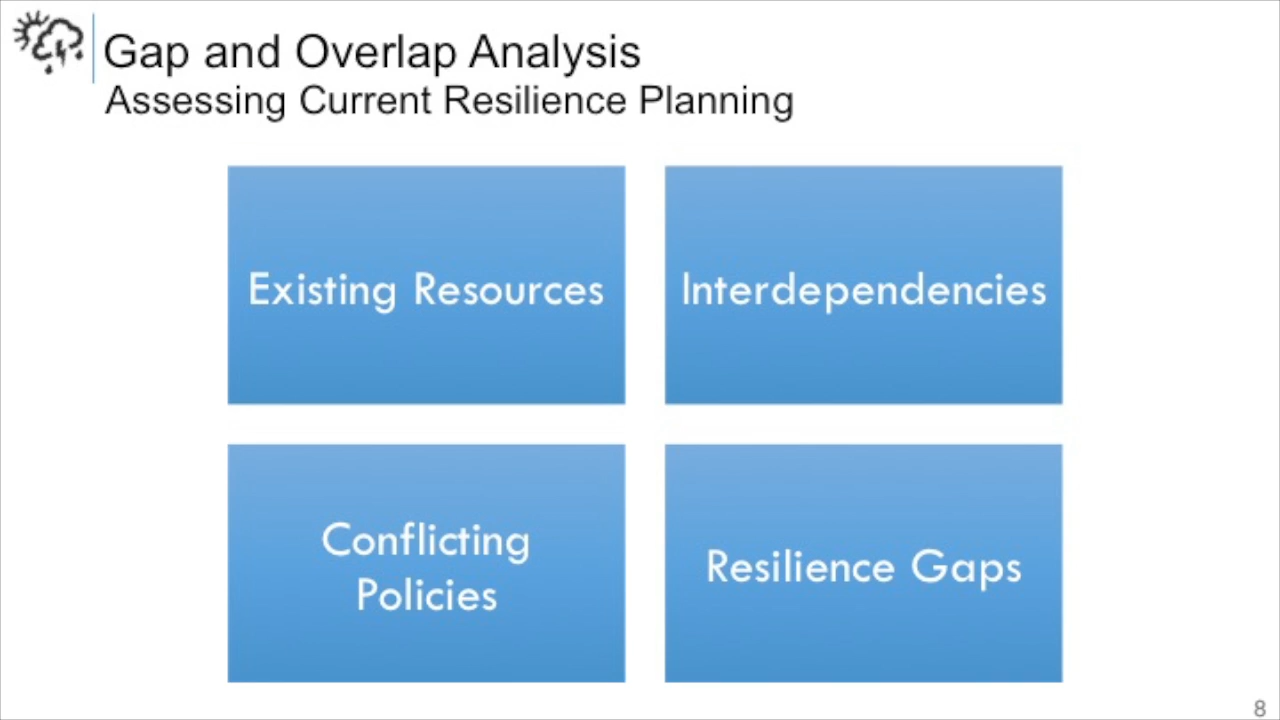 Gap and Overlap Analysis
Assessing Current Resilience Planning
Existing Resources
Interdependencies
Conflicting
Policies
Resilience Gaps
8